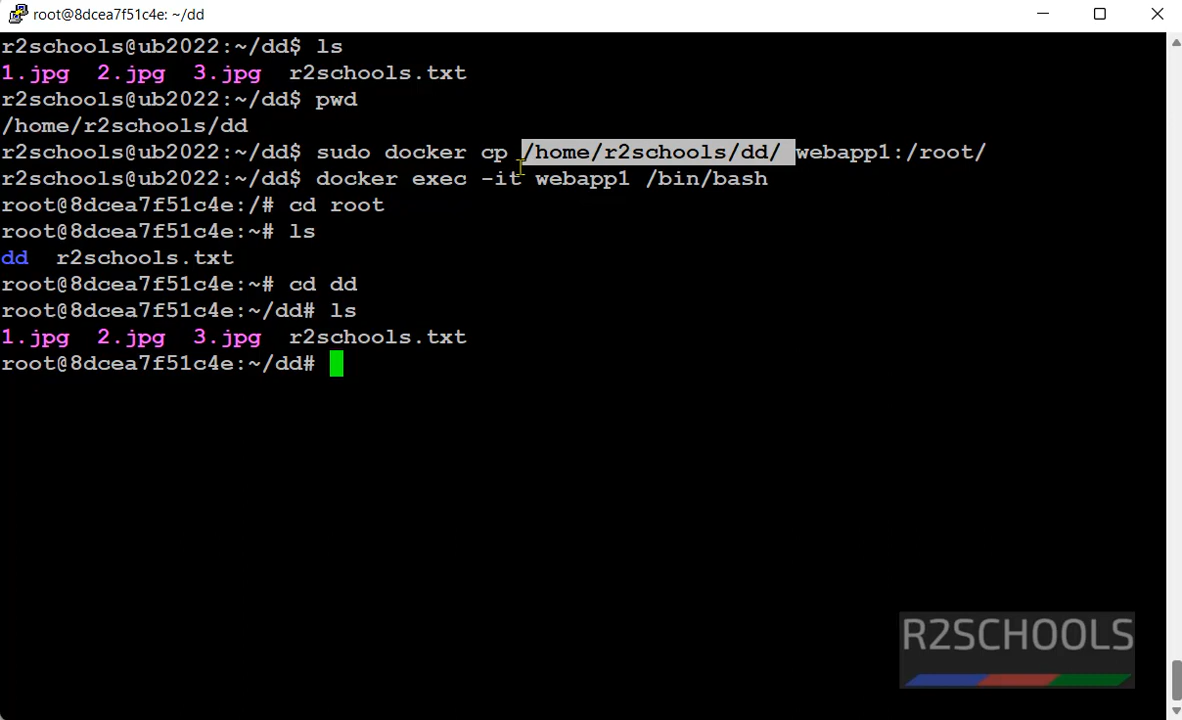 root@8dcea7f51c4e: ~/dd
r2schools@ub2022:~/dd$ ls
1.jpg  2.jpg  3.jpg  r2schools.txt
r2schools@ub2022:~/dd$ pwd
/home/r2schools/dd
r2schools@ub2022:~/dd$ sudo docker cp /home/r2schools/dd/ webapp1:/root/
r2schools@ub2022:~/dd$ docker exec -it webapp1 /bin/bash
root@8dcea7f51c4e:/# cd root
root@8dcea7f51c4e:~# ls
dd  r2schools.txt
root@8dcea7f51c4e:~# cd dd
root@8dcea7f51c4e:~/dd# ls
1.jpg  2.jpg  3.jpg  r2schools.txt
root@8dcea7f51c4e:~/dd#
R2SCHOOLS